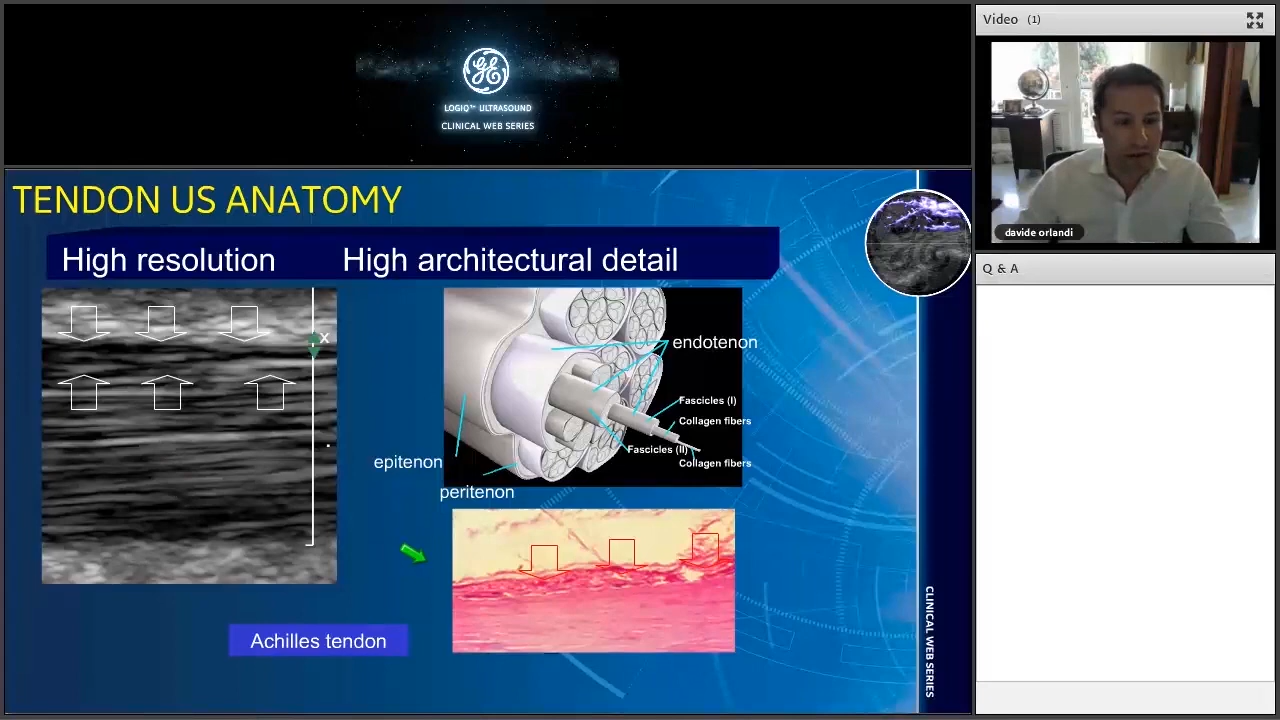 LOGIQ™ ULTRASOUND
CLINICAL WEB SERIES
TENDON US ANATOMY
High resolution High architectural detail
x
endotenon
Fascicles (I)
Collagen fibers
Fascicles (II)
Collagen fibers
epitenon
peritenon
Achilles tendon
CLINICAL WEB SERIES
Video (1)
davide orlandi
Q & A